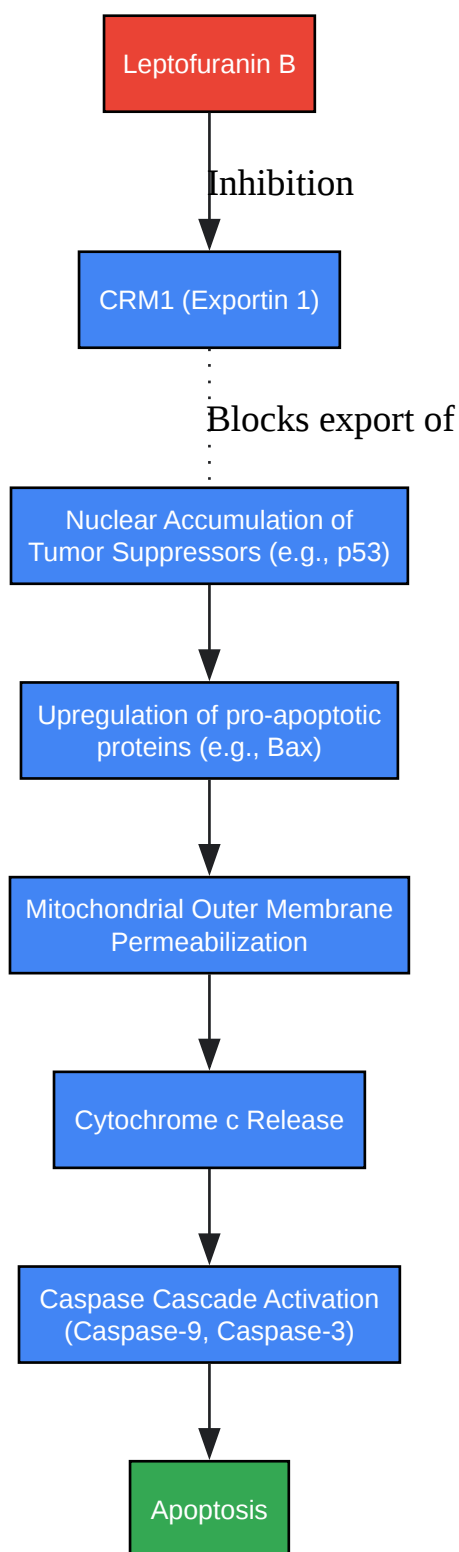 Leptofuranin B
Inhibition
CRM1 (Exportin 1)
Blocks export of
Nuclear Accumulation of
Tumor Suppressors (e.g., p53)
Upregulation of pro-apoptotic
proteins (e.g., Bax)
Mitochondrial Outer Membrane
Permeabilization
Cytochrome c Release
Caspase Cascade Activation
(Caspase-9, Caspase-3)
Apoptosis